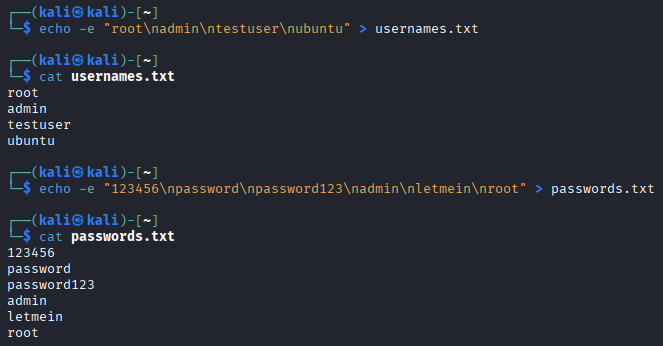 ┌──(kali㉿kali)-[~]
└─$ echo -e "root\nadmin\ntestuser\nubuntu" > usernames.txt
┌──(kali㉿kali)-[~]
└─$ cat usernames.txt
root
admin
testuser
ubuntu
┌──(kali㉿kali)-[~]
└─$ echo -e "123456\npassword\npassword123\nadmin\nletmein\nroot" > passwords.txt
┌──(kali㉿kali)-[~]
└─$ cat passwords.txt
123456
password
password123
admin
letmein
root